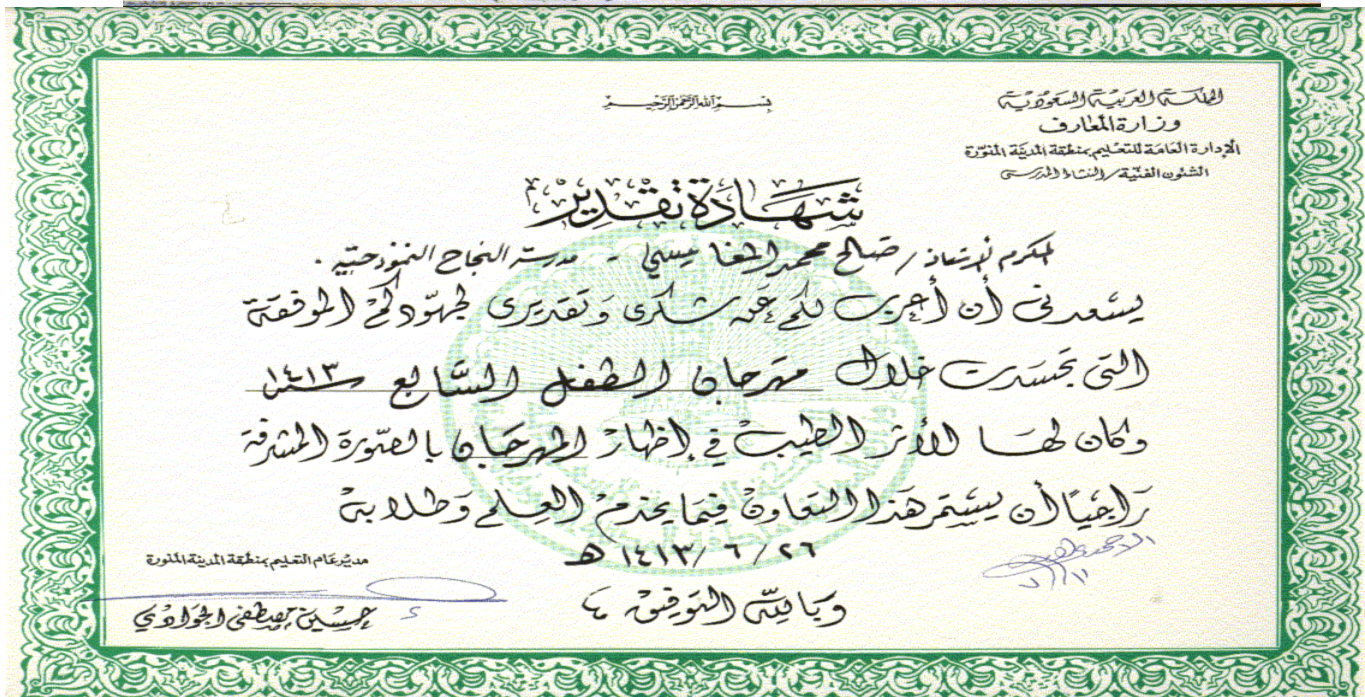 بسم الله الرحمن الرحيم
المملكة العربية السعودية
وزارة المعارف
الإدارة العامة للتعليم بمنطقة المدينة المنورة
الشئون الفنية / النشاط المدرسي
شهادة تقدير
المكرم الأستاذ / صالح محمد المغامسي - مدرسة النجاح النموذجية .
يسعدني أن أعرب لكم عن شكري وتقديري لجهودكم الموفقة
التي تجسدت خلال مهرجان الطفل السابع ١٤١٣
وكان لها الأثر الطيب في إظهار المهرجان بالصورة المشرفة
راجياً أن يستمر هذا التعاون فيما يخدم العلم وطلابه
٢٦ / ٦ / ١٤١٣ هـ
وبالله التوفيق ،،
مدير عام التعليم بمنطقة المدينة المنورة
حسين مصطفى الجوادي